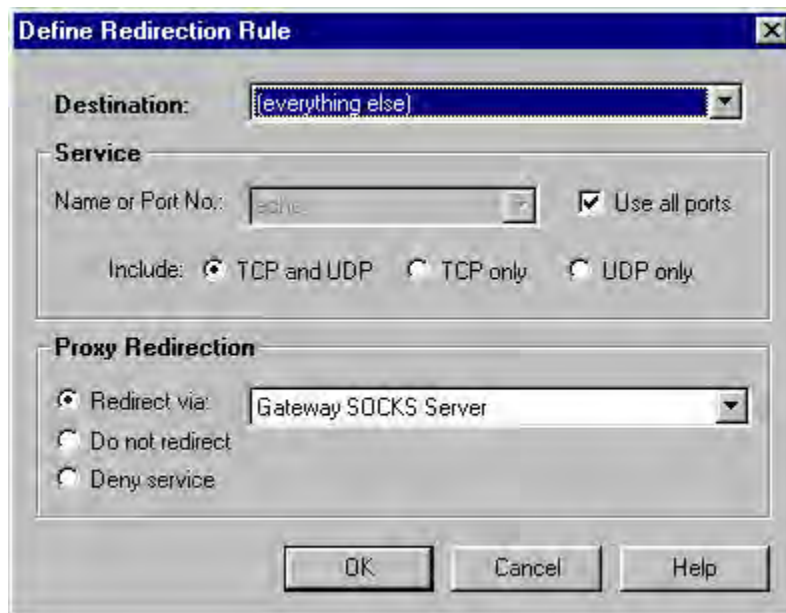 Define Redirection Rule
Destination: (everything else)
Service
Name or Port No.: echo Use all ports
Include: TCP and UDP TCP only UDP only
Proxy Redirection
Redirect via: Gateway SOCKS Server
Do not redirect
Deny service
OK Cancel Help